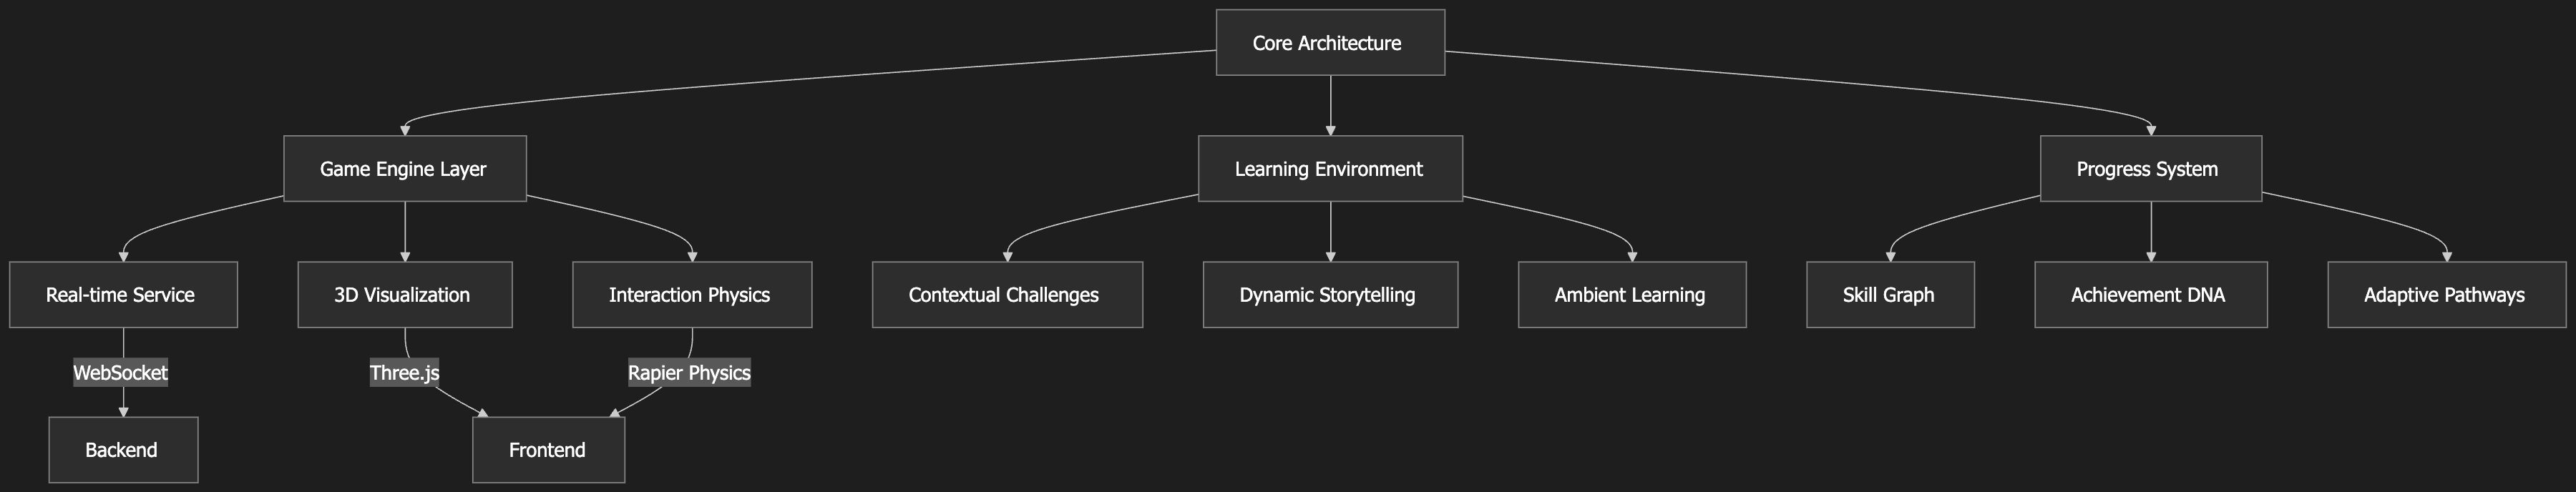 Core Architecture
Game Engine Layer
Learning Environment
Progress System
Real-time Service
3D Visualization
Interaction Physics
Contextual Challenges
Dynamic Storytelling
Ambient Learning
Skill Graph
Achievement DNA
Adaptive Pathways
WebSocket
Three.js
Rapier Physics
Backend
Frontend